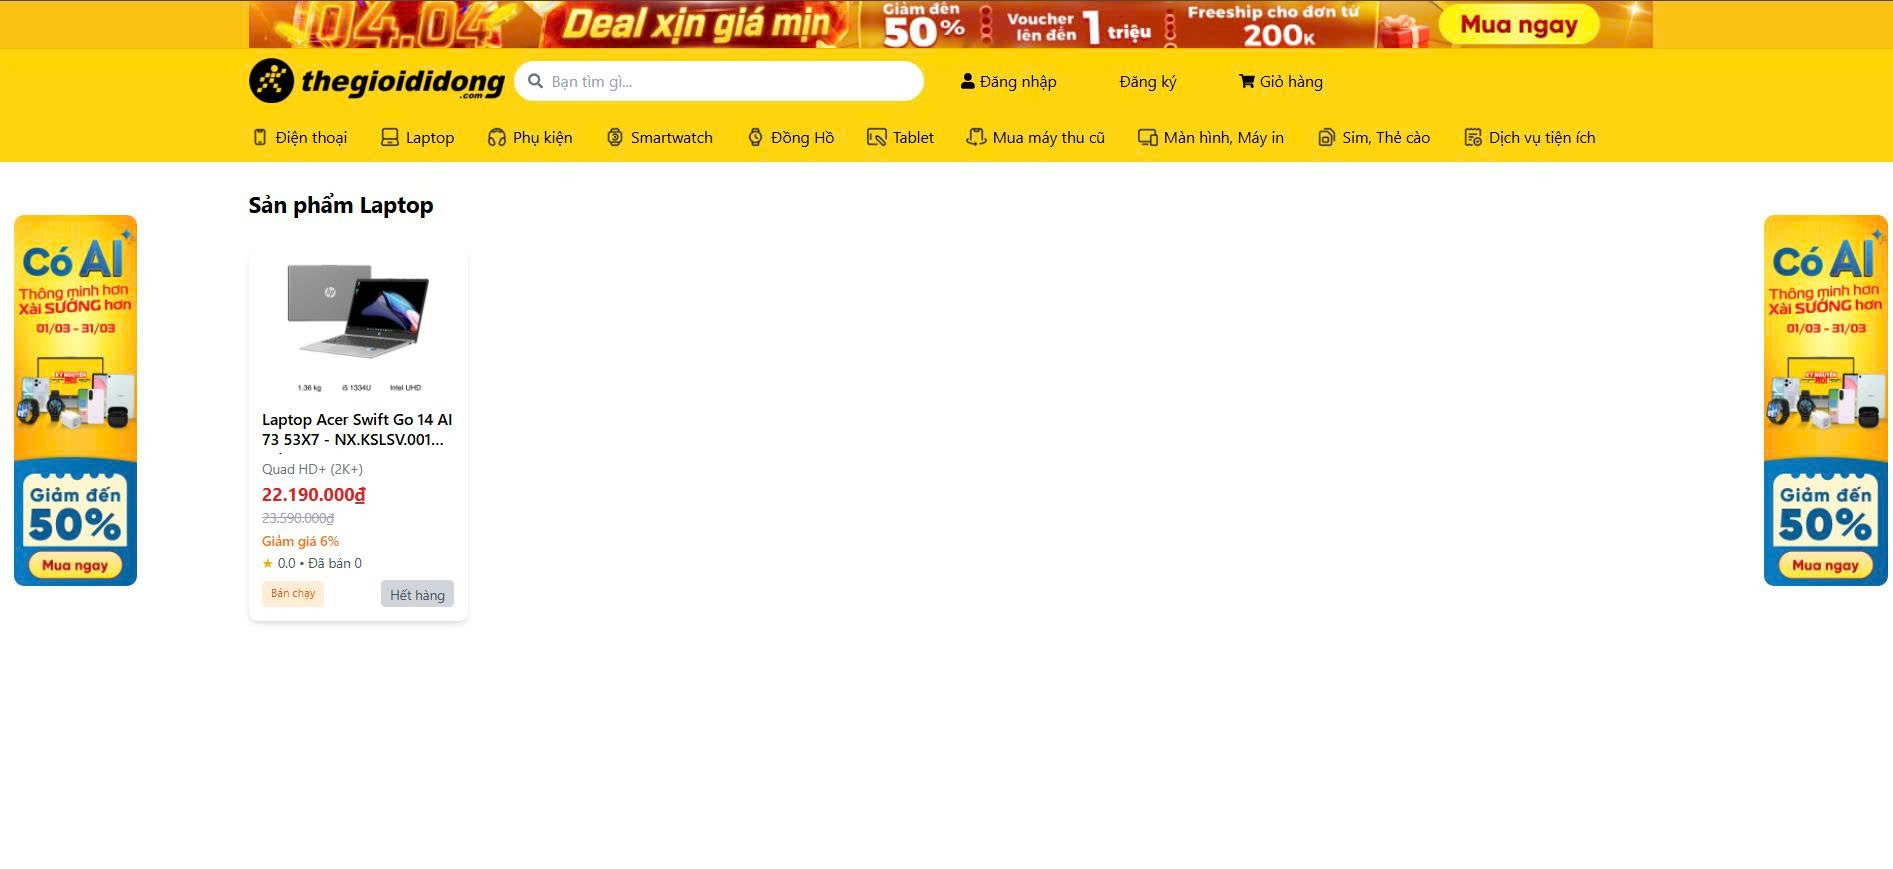 04.04 Deal xịn giá mịn Giảm đến 50% Voucher lên đến 1 triệu Freeship cho đơn từ 200K Mua ngay
thegioididong.com Bạn tìm gì... Đăng nhập Đăng ký Giỏ hàng
Điện thoại Laptop Phụ kiện Smartwatch Đồng Hồ Tablet Mua máy thu cũ Màn hình, Máy in Sim, Thẻ cào Dịch vụ tiện ích
Sản phẩm Laptop
Có AI
Thông minh hơn
Xài SƯỚNG hơn
01/03 - 31/03
Giảm đến
50%
Mua ngay
hp
1.36 kg i5 1334U Intel UHD
Laptop Acer Swift Go 14 AI
73 53X7 - NX.KSLSV.001...
Quad HD+ (2K+)
22.190.000₫
23.590.000₫
Giảm giá 6%
★ 0.0 • Đã bán 0
Bán chạy Hết hàng
Có AI
Thông minh hơn
Xài SƯỚNG hơn
01/03 - 31/03
Giảm đến
50%
Mua ngay